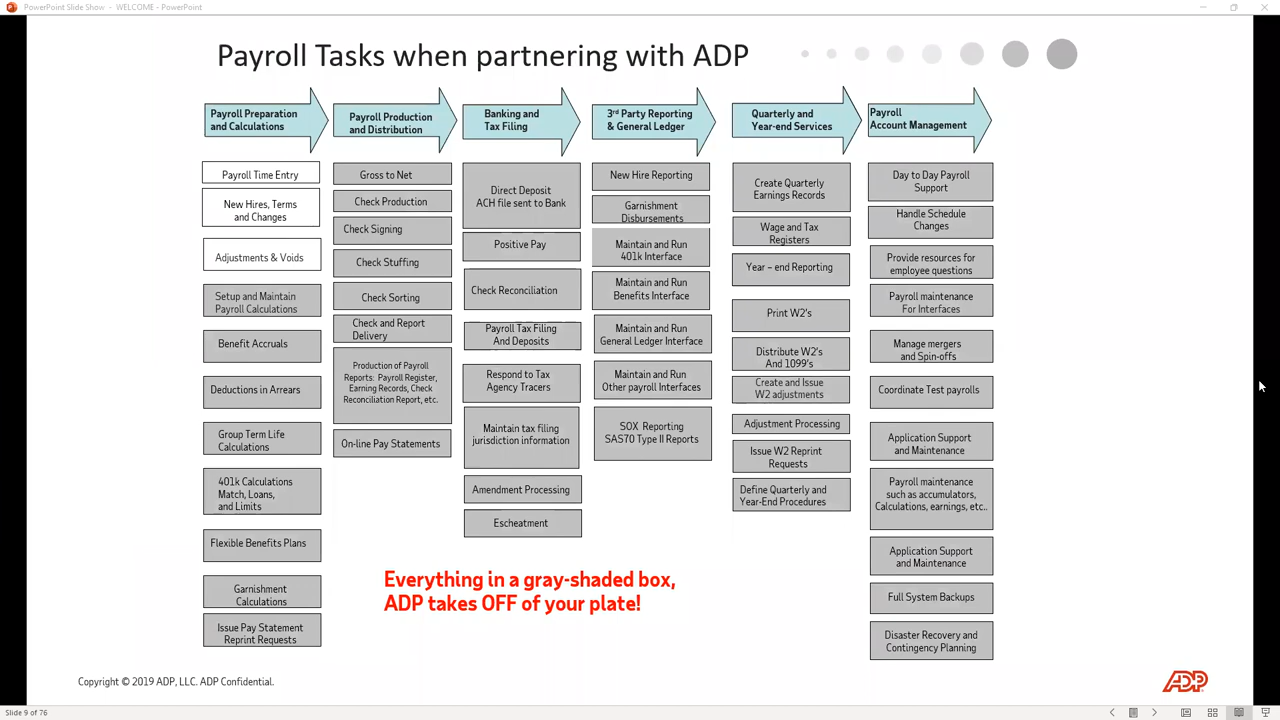 PowerPoint Slide Show - WELCOME - PowerPoint
Payroll Tasks when partnering with ADP
Payroll Preparation
and Calculations
Payroll Time Entry
New Hires, Terms
and Changes
Adjustments & Voids
Setup and Maintain
Payroll Calculations
Benefit Accruals
Deductions in Arrears
Group Term Life
Calculations
401k Calculations
Match, Loans,
and Limits
Flexible Benefits Plans
Garnishment
Calculations
Issue Pay Statement
Reprint Requests
Payroll Production
and Distribution
Gross to Net
Check Production
Check Signing
Check Stuffing
Check Sorting
Check and Report
Delivery
Production of Payroll
Reports: Payroll Register,
Earning Records, Check
Reconciliation Report, etc.
On-line Pay Statements
Banking and
Tax Filing
Direct Deposit
ACH file sent to Bank
Positive Pay
Check Reconciliation
Payroll Tax Filing
And Deposits
Respond to Tax
Agency Tracers
Maintain tax filing
jurisdiction information
Amendment Processing
Escheatment
3rd Party Reporting
& General Ledger
New Hire Reporting
Garnishment
Disbursements
Maintain and Run
401k Interface
Maintain and Run
Benefits Interface
Maintain and Run
General Ledger Interface
Maintain and Run
Other payroll Interfaces
SOX Reporting
SAS70 Type II Reports
Quarterly and
Year-end Services
Create Quarterly
Earnings Records
Wage and Tax
Registers
Year – end Reporting
Print W2's
Distribute W2's
And 1099's
Create and Issue
W2 adjustments
Adjustment Processing
Issue W2 Reprint
Requests
Define Quarterly and
Year-End Procedures
Payroll
Account Management
Day to Day Payroll
Support
Handle Schedule
Changes
Provide resources for
employee questions
Payroll maintenance
For Interfaces
Manage mergers
and Spin-offs
Coordinate Test payrolls
Application Support
and Maintenance
Payroll maintenance
such as accumulators,
Calculations, earnings, etc..
Application Support
and Maintenance
Full System Backups
Disaster Recovery and
Contingency Planning
Everything in a gray-shaded box,
ADP takes OFF of your plate!
Copyright © 2019 ADP, LLC. ADP Confidential.
ADP
Slide 9 of 76